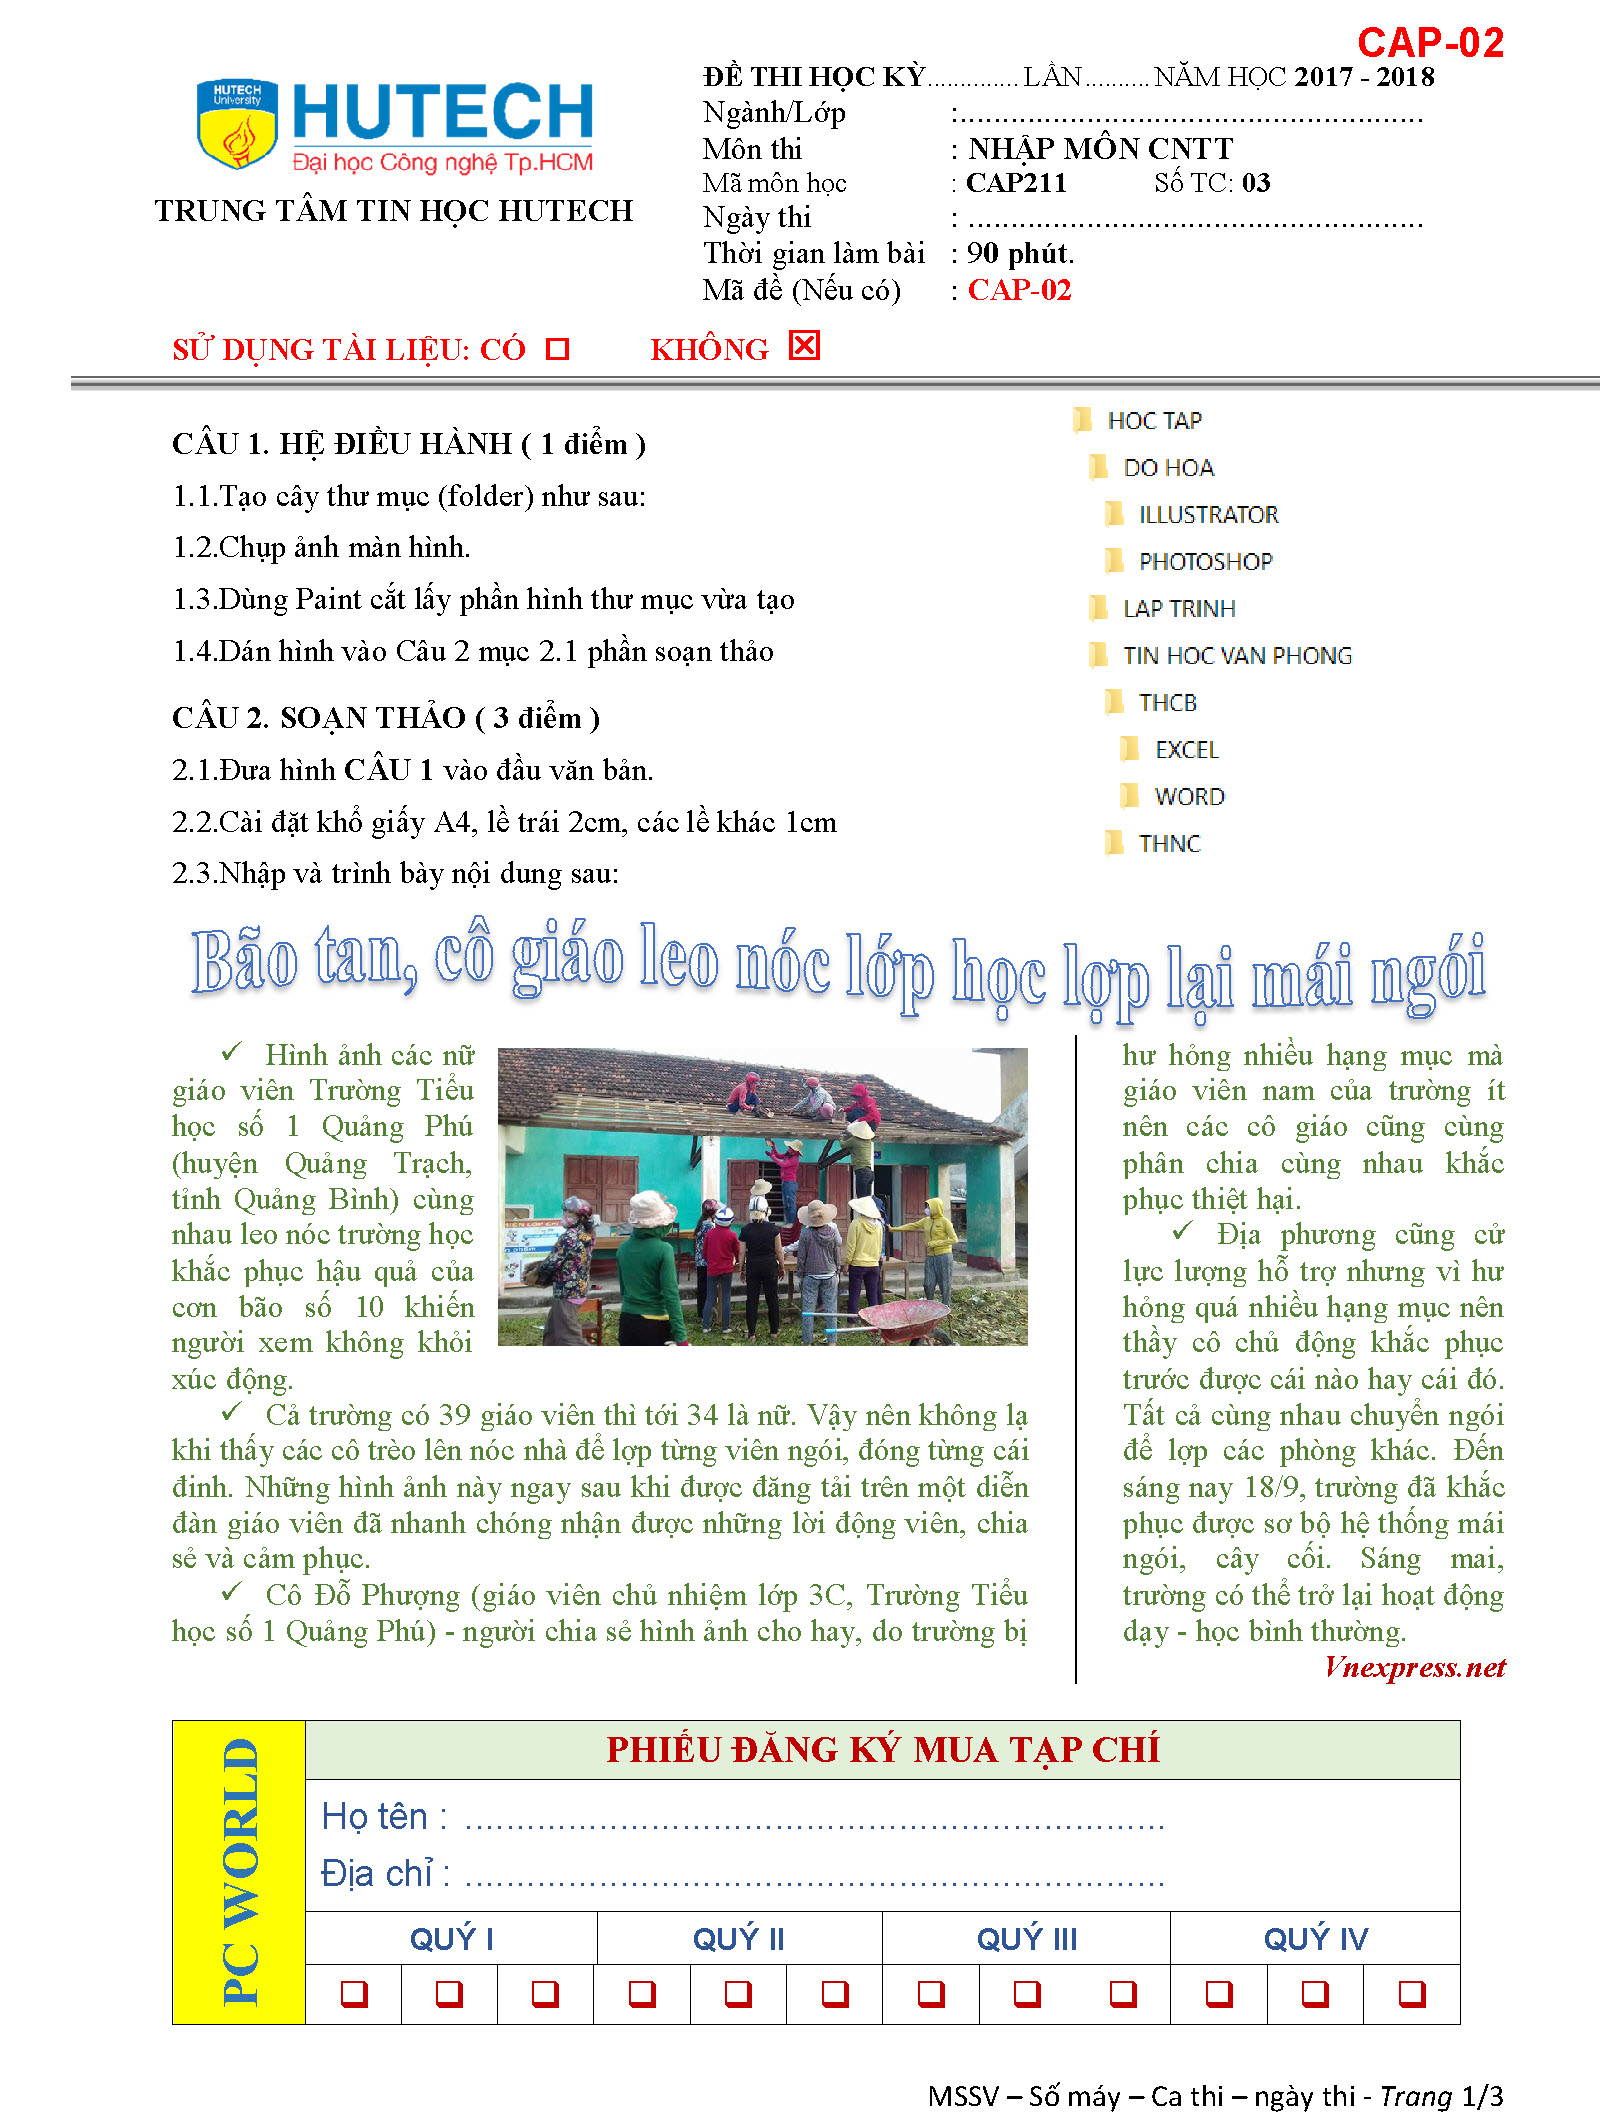 CAP-02
HUTECH
University
HUTECH
Đại học Công nghệ Tp.HCM
TRUNG TÂM TIN HỌC HUTECH
ĐỀ THI HỌC KỲ.............. LẦN.......... NĂM HỌC 2017 - 2018
Ngành/Lớp :......................................................
Môn thi : NHẬP MÔN CNTT
Mã môn học : CAP211 Số TC: 03
Ngày thi : .....................................................
Thời gian làm bài : 90 phút.
Mã đề (Nếu có) : CAP-02
SỬ DỤNG TÀI LIỆU: CÓ ☐ KHÔNG ☒
CÂU 1. HỆ ĐIỀU HÀNH ( 1 điểm )
1.1.Tạo cây thư mục (folder) như sau:
1.2.Chụp ảnh màn hình.
1.3.Dùng Paint cắt lấy phần hình thư mục vừa tạo
1.4.Dán hình vào Câu 2 mục 2.1 phần soạn thảo
HOC TAP
DO HOA
ILLUSTRATOR
PHOTOSHOP
LAP TRINH
TIN HOC VAN PHONG
THCB
EXCEL
WORD
THNC
CÂU 2. SOẠN THẢO ( 3 điểm )
2.1.Đưa hình CÂU 1 vào đầu văn bản.
2.2.Cài đặt khổ giấy A4, lề trái 2cm, các lề khác 1cm
2.3.Nhập và trình bày nội dung sau:
Bão tan, cô giáo leo nóc lớp học lợp lại mái ngói
✓ Hình ảnh các nữ
giáo viên Trường Tiểu
học số 1 Quảng Phú
(huyện Quảng Trạch,
tỉnh Quảng Bình) cùng
nhau leo nóc trường học
khắc phục hậu quả của
cơn bão số 10 khiến
người xem không khỏi
xúc động.
✓ Cả trường có 39 giáo viên thì tới 34 là nữ. Vậy nên không lạ
khi thấy các cô trèo lên nóc nhà để lợp từng viên ngói, đóng từng cái
đinh. Những hình ảnh này ngay sau khi được đăng tải trên một diễn
đàn giáo viên đã nhanh chóng nhận được những lời động viên, chia
sẻ và cảm phục.
✓ Cô Đỗ Phượng (giáo viên chủ nhiệm lớp 3C, Trường Tiểu
học số 1 Quảng Phú) - người chia sẻ hình ảnh cho hay, do trường bị
hư hỏng nhiều hạng mục mà
giáo viên nam của trường ít
nên các cô giáo cũng cùng
phân chia cùng nhau khắc
phục thiệt hại.
✓ Địa phương cũng cử
lực lượng hỗ trợ nhưng vì hư
hỏng quá nhiều hạng mục nên
thầy cô chủ động khắc phục
trước được cái nào hay cái đó.
Tất cả cùng nhau chuyển ngói
để lợp các phòng khác. Đến
sáng nay 18/9, trường đã khắc
phục được sơ bộ hệ thống mái
ngói, cây cối. Sáng mai,
trường có thể trở lại hoạt động
dạy - học bình thường.
Vnexpress.net
PC WORLD
PHIẾU ĐĂNG KÝ MUA TẠP CHÍ
Họ tên : ....................................................................
Địa chỉ : ....................................................................
QUÝ I QUÝ II QUÝ III QUÝ IV
❑ ❑ ❑ ❑ ❑ ❑ ❑ ❑ ❑ ❑ ❑ ❑
MSSV – Số máy – Ca thi – ngày thi - Trang 1/3